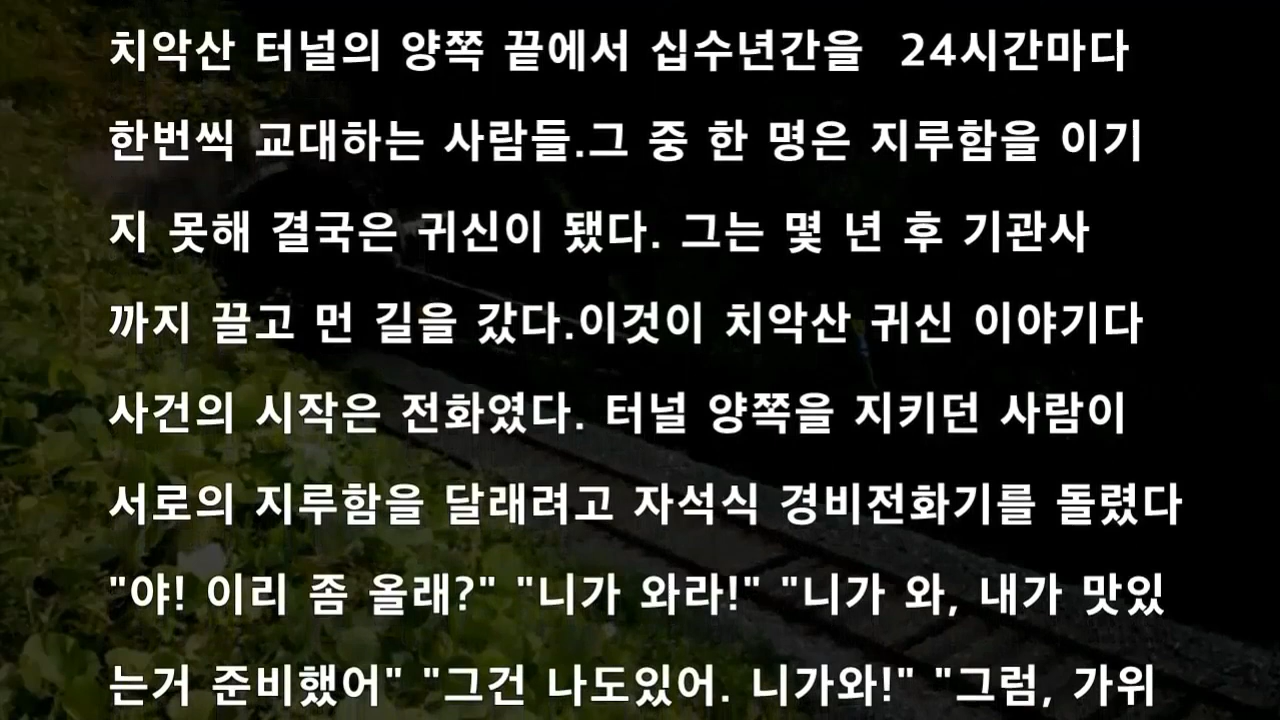 치악산 터널의 양쪽 끝에서 십수년간을  24시간마다
한번씩 교대하는 사람들.그 중 한 명은 지루함을 이기
지 못해 결국은 귀신이 됐다. 그는 몇 년 후 기관사
까지 끌고 먼 길을 갔다.이것이 치악산 귀신 이야기다
사건의 시작은 전화였다. 터널 양쪽을 지키던 사람이
서로의 지루함을 달래려고 자석식 경비전화기를 돌렸다
"야! 이리 좀 올래?" "니가 와라!" "니가 와, 내가 맛있
는거 준비했어" "그건 나도있어. 니가와!" "그럼, 가위